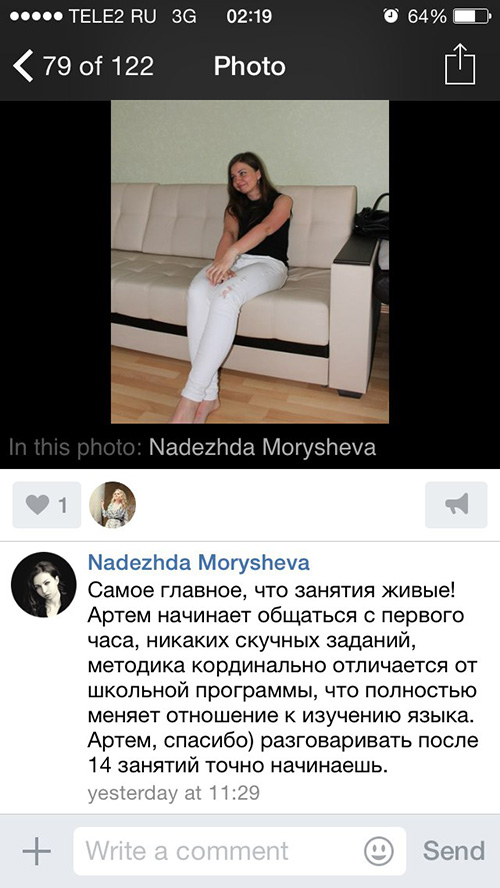 TELE2 RU 3G 02:19 64%
79 of 122 Photo
In this photo: Nadezhda Morysheva
1
Nadezhda Morysheva
Самое главное, что занятия живые!
Артем начинает общаться с первого
часа, никаких скучных заданий,
методика кординально отличается от
школьной программы, что полностью
меняет отношение к изучению языка.
Артем, спасибо) разговаривать после
14 занятий точно начинаешь.
yesterday at 11:29
Write a comment Send